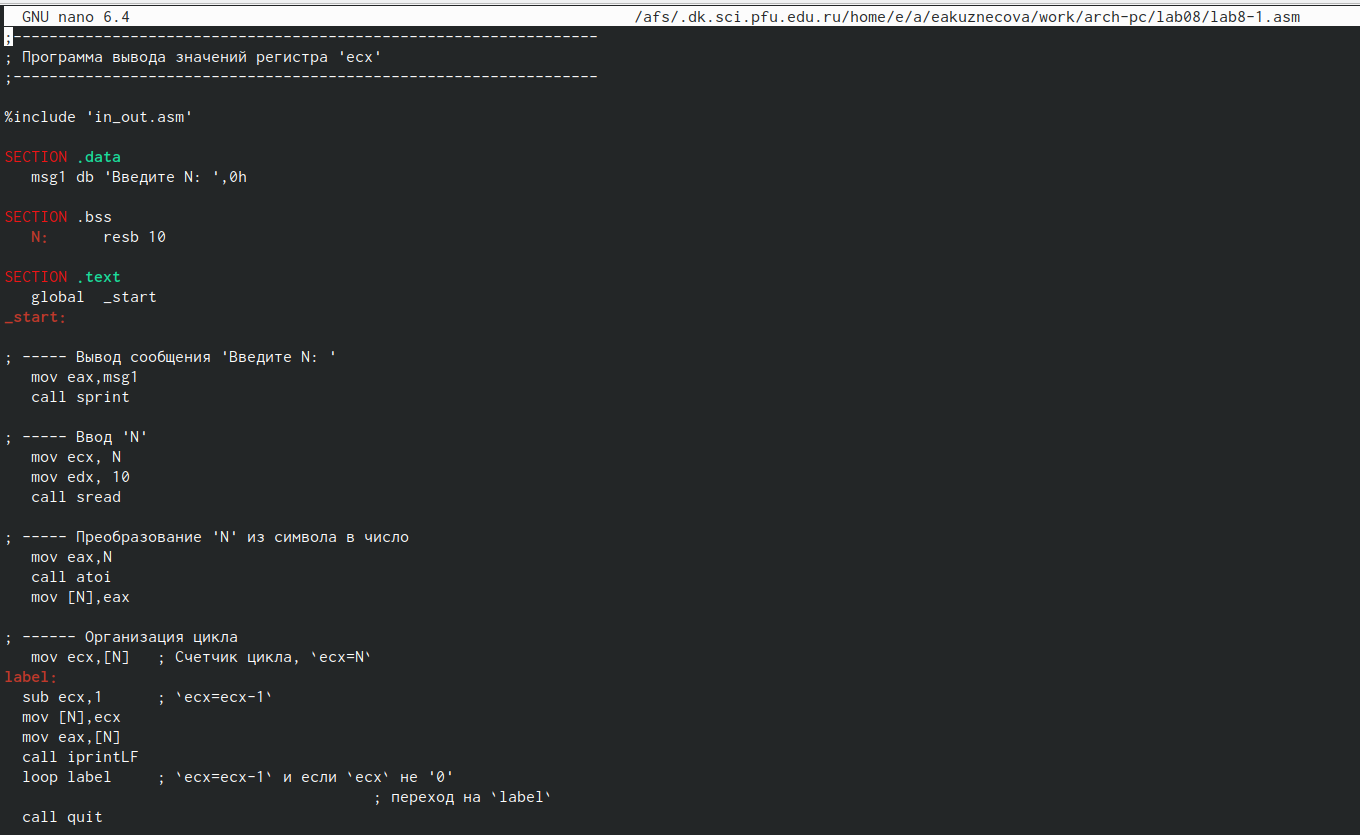 GNU nano 6.4 /afs/.dk.sci.pfu.edu.ru/home/e/a/eakuznecova/work/arch-pc/lab08/lab8-1.asm
;-----------------------------------------------------------------
; Программа вывода значений регистра 'ecx'
;-----------------------------------------------------------------
%include 'in_out.asm'
SECTION .data
msg1 db 'Введите N: ',0h
SECTION .bss
N: resb 10
SECTION .text
global _start
_start:
; ----- Вывод сообщения 'Введите N: '
mov eax,msg1
call sprint
; ----- Ввод 'N'
mov ecx, N
mov edx, 10
call sread
; ----- Преобразование 'N' из символа в число
mov eax,N
call atoi
mov [N],eax
; ------ Организация цикла
mov ecx,[N] ; Счетчик цикла, `ecx=N`
label:
sub ecx,1 ; `ecx=ecx-1`
mov [N],ecx
mov eax,[N]
call iprintLF
loop label ; `ecx=ecx-1` и если `ecx` не '0'
; переход на `label`
call quit